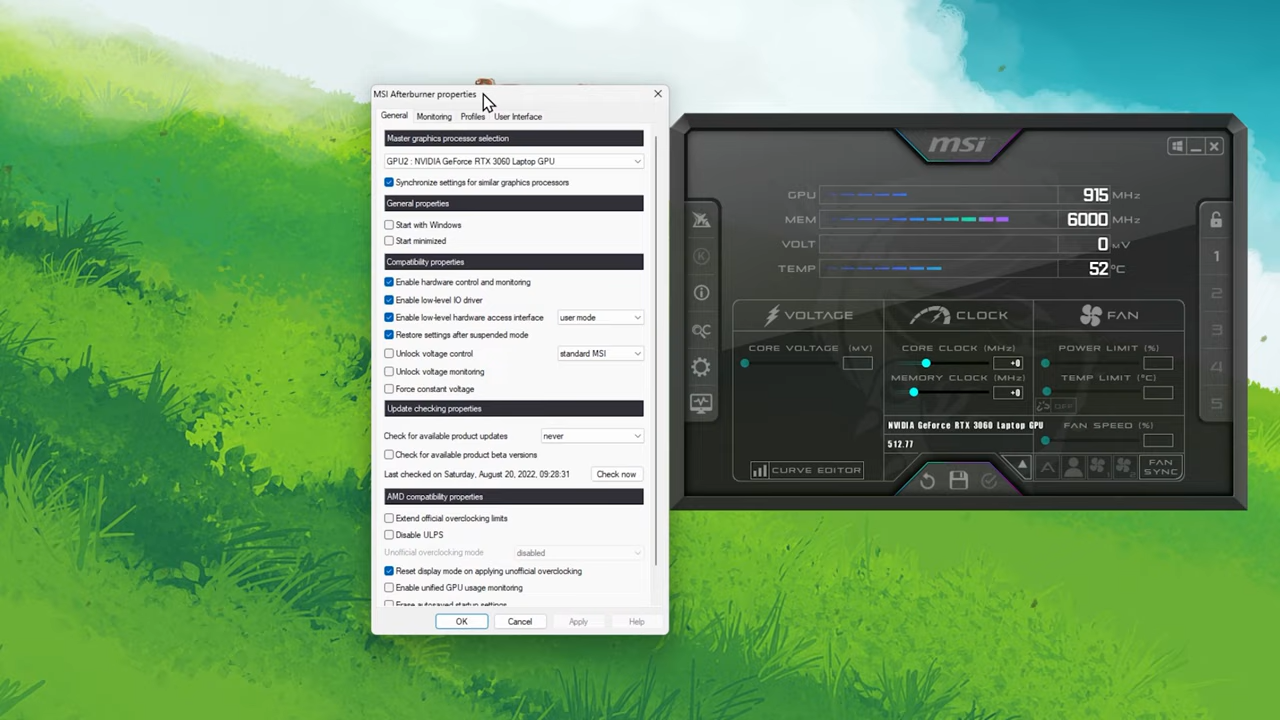 MSI Afterburner properties
General Monitoring Profiles User Interface
Master graphics processor selection
GPU2 : NVIDIA GeForce RTX 3060 Laptop GPU
Synchronize settings for similar graphics processors
General properties
Start with Windows
Start minimized
Compatibility properties
Enable hardware control and monitoring
Enable low-level IO driver
Enable low-level hardware access interface user mode
Restore settings after suspended mode
Unlock voltage control standard MSI
Unlock voltage monitoring
Force constant voltage
Update checking properties
Check for available product updates never
Check for available product beta versions
Last checked on Saturday, August 20, 2022, 09:28:31 Check now
AMD compatibility properties
Extend official overclocking limits
Disable ULPS
Unofficial overclocking mode disabled
Reset display mode on applying unofficial overclocking
Enable unified GPU usage monitoring
Erase autosaved startup settings
OK Cancel Apply Help
msi
GPU 915 MHz
MEM 6000 MHz
VOLT 0 MV
TEMP 52 °C
K
OC
1
2
3
4
5
VOLTAGE CLOCK FAN
CORE VOLTAGE (MV) CORE CLOCK (MHz) +0 POWER LIMIT (%)
MEMORY CLOCK (MHz) +0 TEMP LIMIT (°C)
OFF
NVIDIA GeForce RTX 3060 Laptop GPU FAN SPEED (%)
512.77
CURVE EDITOR A FAN SYNC